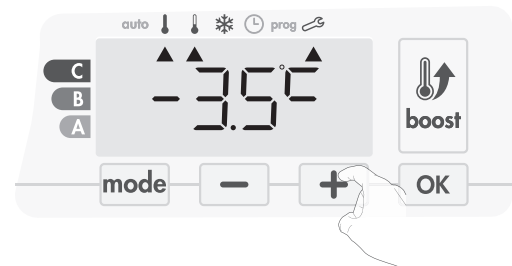 auto prog
C
B
A
-3.5°C
boost
mode − + OK